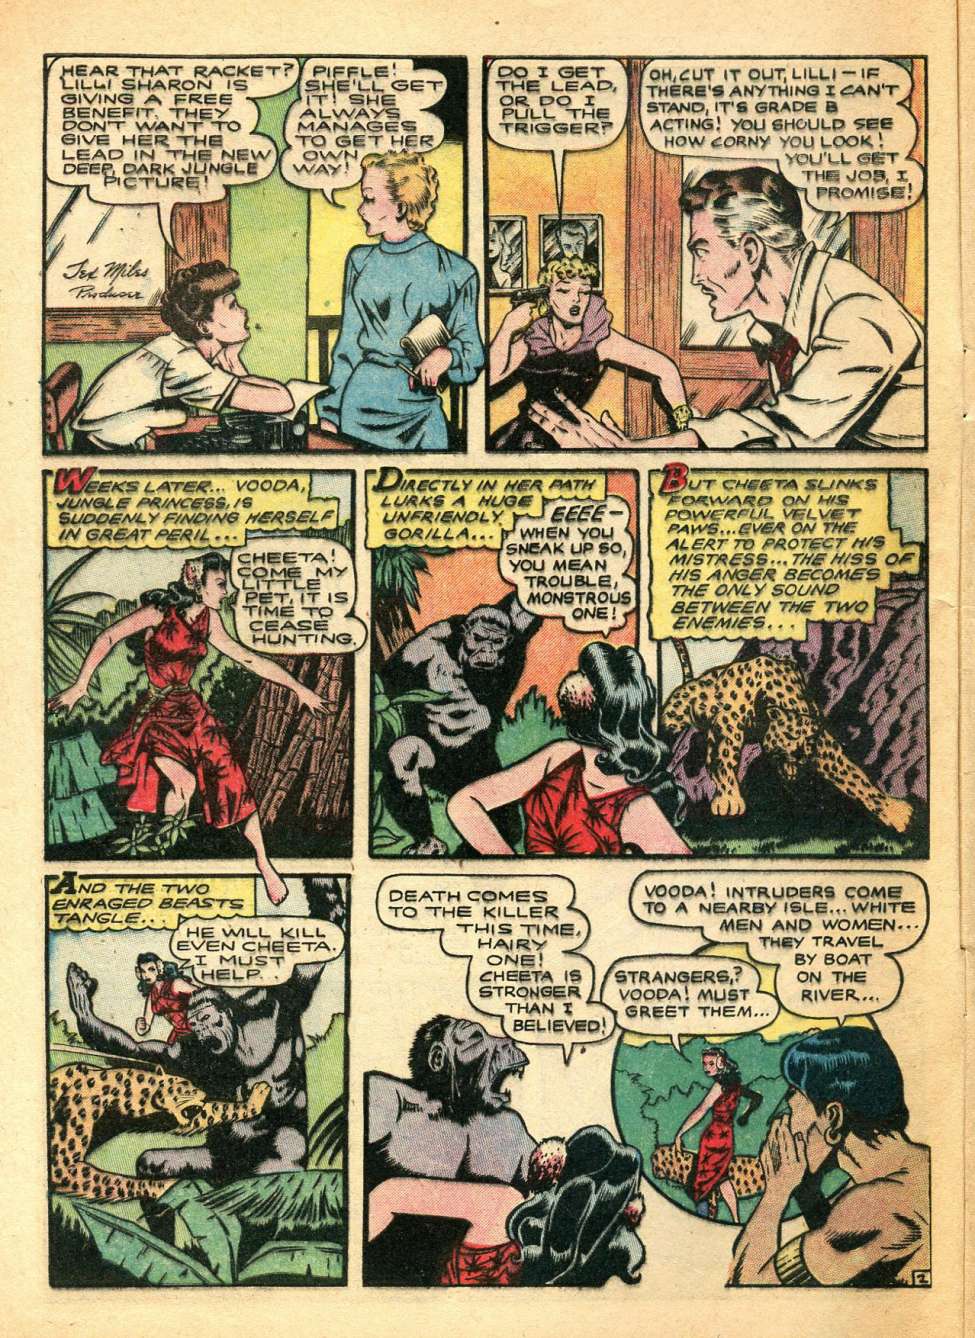 HEAR THAT RACKET?
LILLI SHARON IS
GIVING A FREE
BENEFIT. THEY
DON'T WANT TO
GIVE HER THE
LEAD IN THE NEW
DEEP, DARK JUNGLE
PICTURE!
PIFFLE!
SHE'LL GET
IT! SHE
ALWAYS
MANAGES
TO GET HER
OWN
WAY!
Tex Miles
Producer
DO I GET
THE LEAD,
OR DO I
PULL THE
TRIGGER?
OH, CUT IT OUT, LILLI — IF
THERE'S ANYTHING I CAN'T
STAND, IT'S GRADE B
ACTING! YOU SHOULD SEE
HOW CORNY YOU LOOK!
YOU'LL GET
THE JOB, I
PROMISE!
WEEKS LATER... VOODA,
JUNGLE PRINCESS, IS
SUDDENLY FINDING HERSELF
IN GREAT PERIL...
CHEETA!
COME MY
LITTLE
PET, IT IS
TIME TO
CEASE
HUNTING.
DIRECTLY IN HER PATH
LURKS A HUGE
UNFRIENDLY
GORILLA...
EEEE —
WHEN YOU
SNEAK UP SO,
YOU MEAN
TROUBLE,
MONSTROUS
ONE!
BUT CHEETA SLINKS
FORWARD ON HIS
POWERFUL VELVET
PAWS... EVER ON THE
ALERT TO PROTECT HIS
MISTRESS... THE HISS OF
HIS ANGER BECOMES
THE ONLY SOUND
BETWEEN THE TWO
ENEMIES...
AND THE TWO
ENRAGED BEASTS
TANGLE...
HE WILL KILL
EVEN CHEETA.
I MUST
HELP...
DEATH COMES
TO THE KILLER
THIS TIME,
HAIRY
ONE!
CHEETA IS
STRONGER
THAN I
BELIEVED!
VOODA! INTRUDERS COME
TO A NEARBY ISLE... WHITE
MEN AND WOMEN...
THEY TRAVEL
BY BOAT
ON THE
RIVER...
STRANGERS,?
VOODA! MUST
GREET THEM...
2